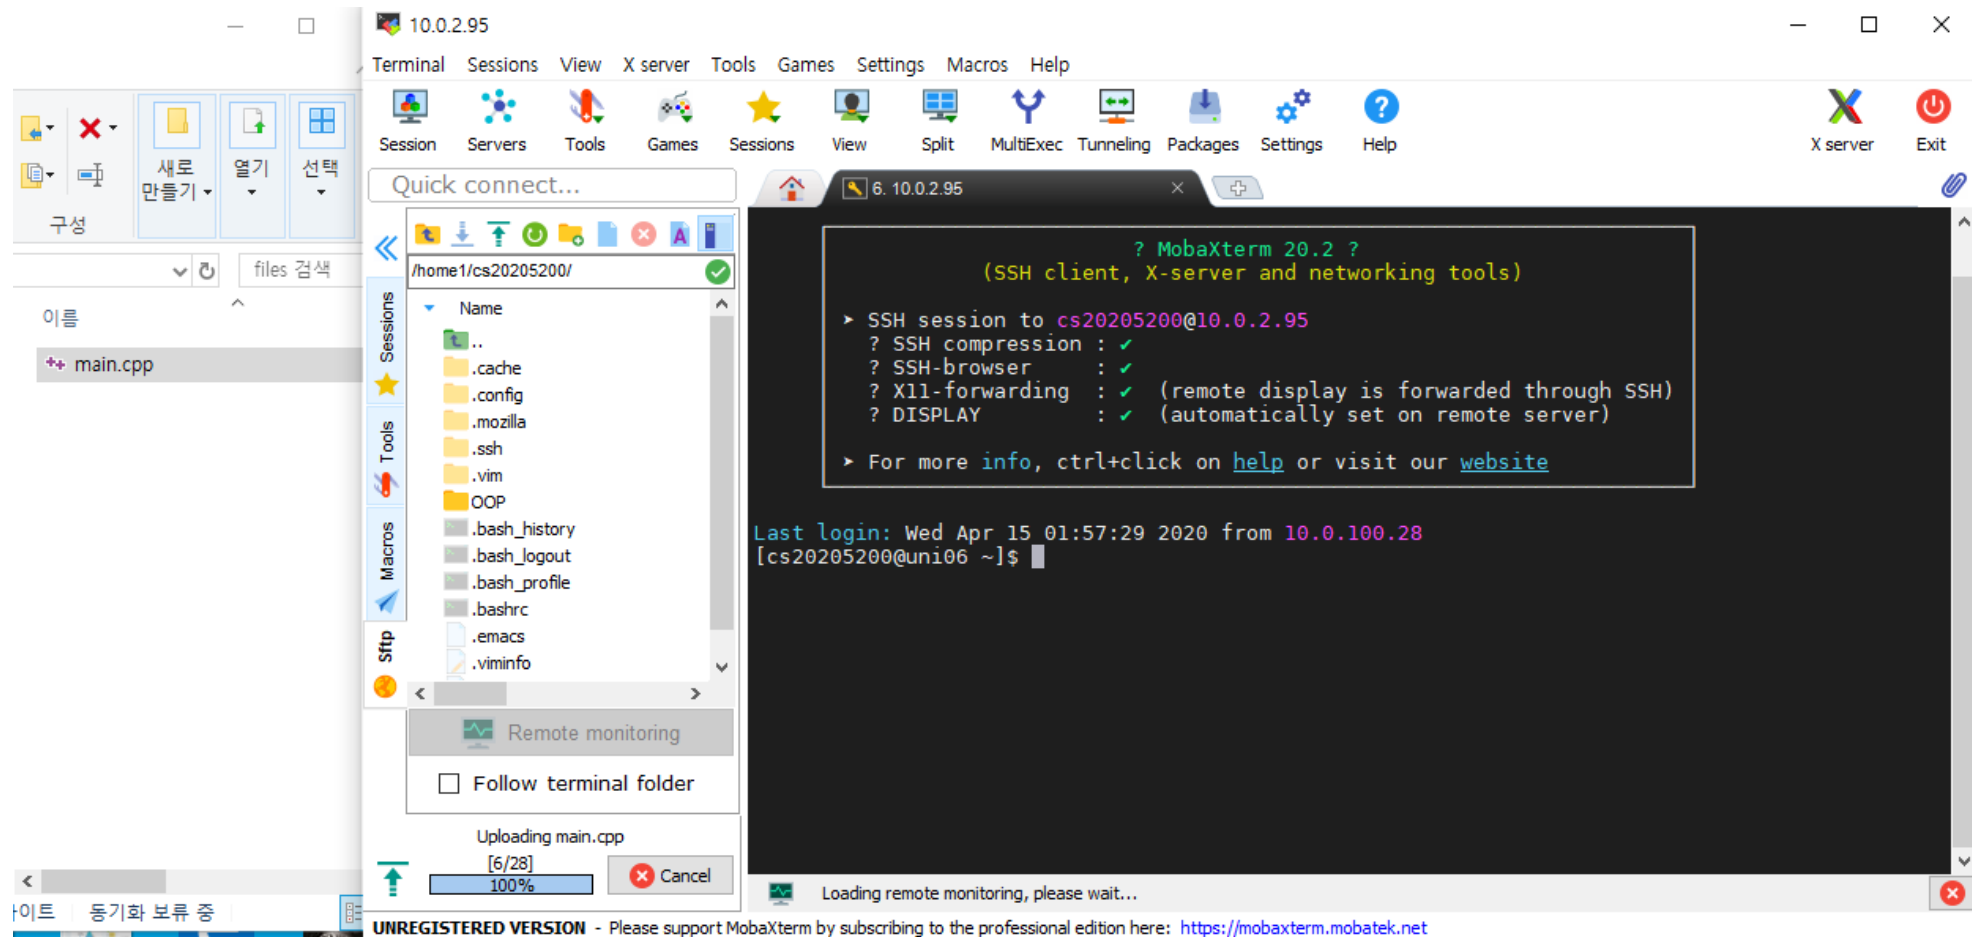 10.0.2.95
Terminal Sessions View X server Tools Games Settings Macros Help
Session Servers Tools Games Sessions View Split MultiExec Tunneling Packages Settings Help X server Exit
새로 만들기
열기
선택
구성
files 검색
이름
main.cpp
동기화 보류 중
Quick connect...
6. 10.0.2.95
Sessions
Tools
Macros
Sftp
/home1/cs20205200/
Name
..
.cache
.config
.mozilla
.ssh
.vim
OOP
.bash_history
.bash_logout
.bash_profile
.bashrc
.emacs
.viminfo
Remote monitoring
Follow terminal folder
Uploading main.cpp
[6/28]
100%
Cancel
? MobaXterm 20.2 ?
(SSH client, X-server and networking tools)
➤ SSH session to cs20205200@10.0.2.95
? SSH compression : ✔
? SSH-browser : ✔
? X11-forwarding : ✔ (remote display is forwarded through SSH)
? DISPLAY : ✔ (automatically set on remote server)
➤ For more info, ctrl+click on help or visit our website
Last login: Wed Apr 15 01:57:29 2020 from 10.0.100.28
[cs20205200@uni06 ~]$
Loading remote monitoring, please wait...
UNREGISTERED VERSION - Please support MobaXterm by subscribing to the professional edition here: https://mobaxterm.mobatek.net